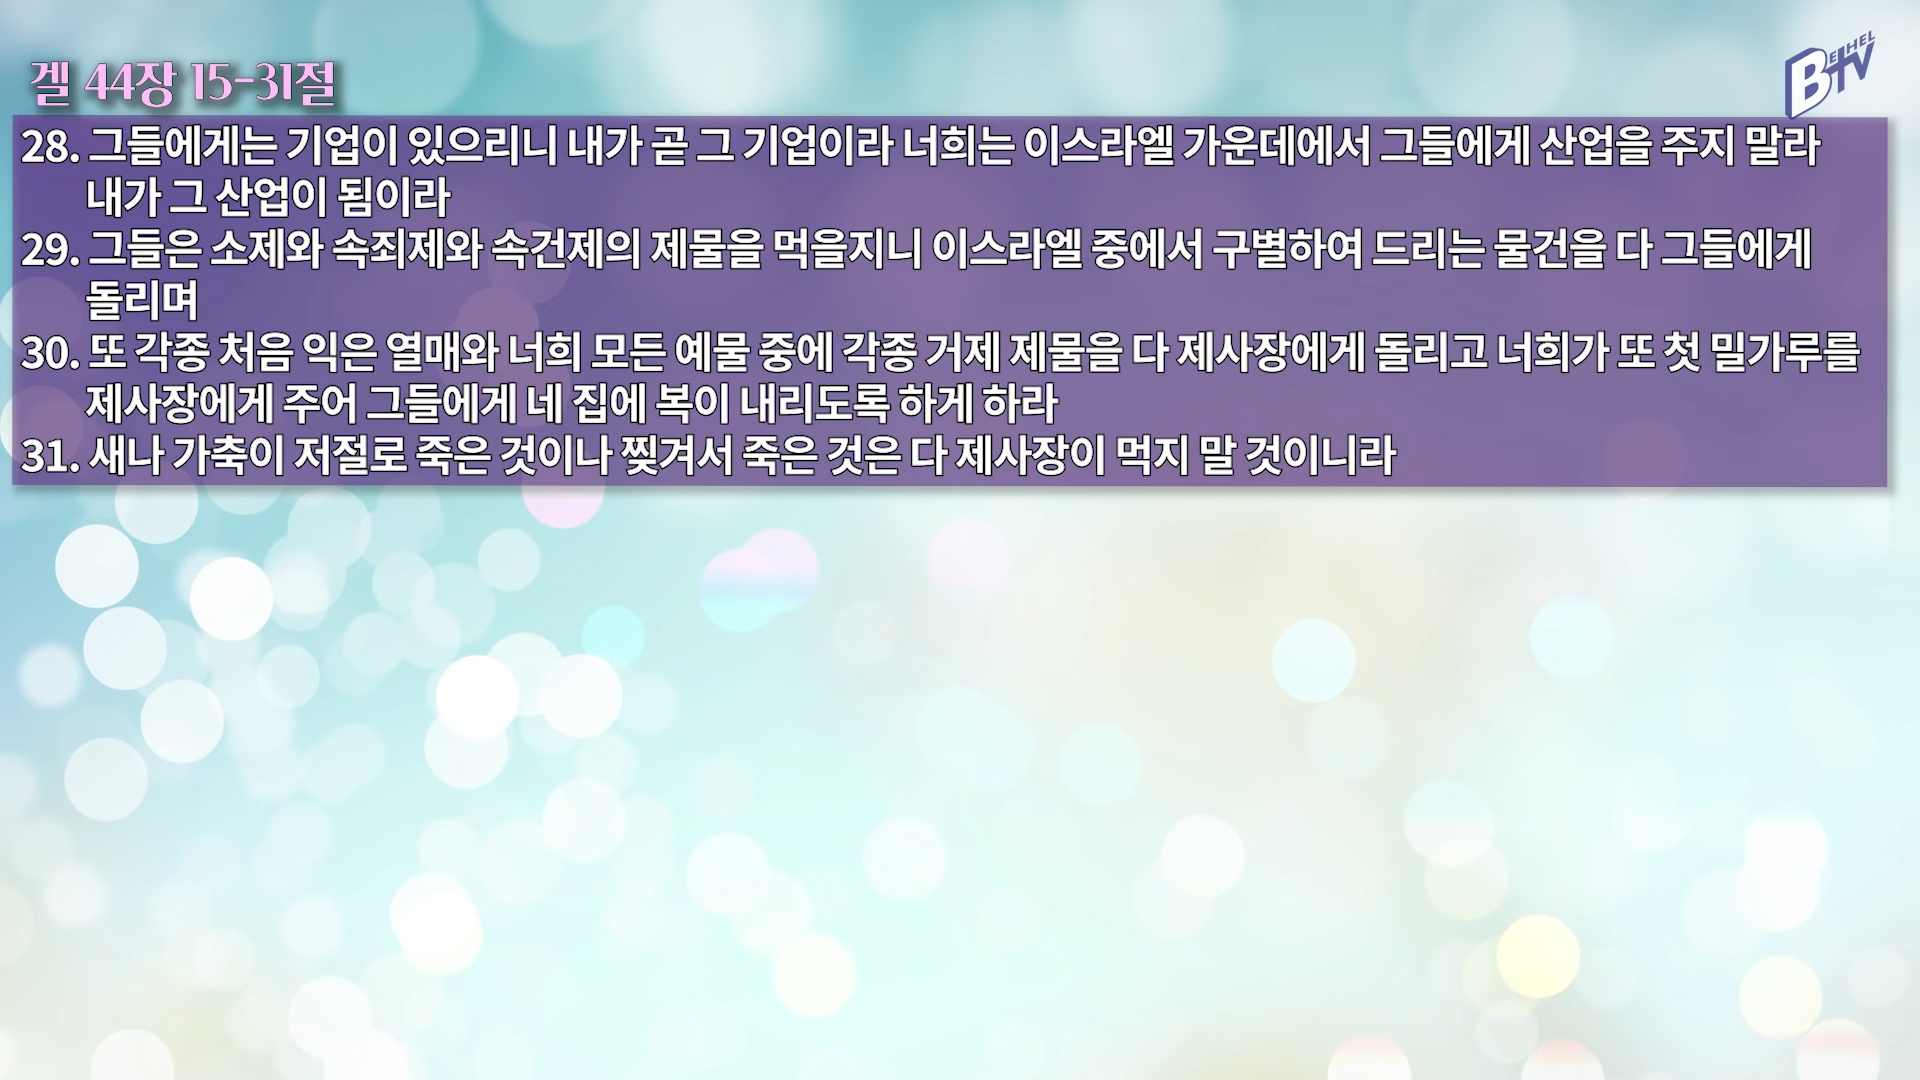 겔 44장 15-31절
BETHEL TV
28. 그들에게는 기업이 있으리니 내가 곧 그 기업이라 너희는 이스라엘 가운데에서 그들에게 산업을 주지 말라
내가 그 산업이 됨이라
29. 그들은 소제와 속죄제와 속건제의 제물을 먹을지니 이스라엘 중에서 구별하여 드리는 물건을 다 그들에게
돌리며
30. 또 각종 처음 익은 열매와 너희 모든 예물 중에 각종 거제 제물을 다 제사장에게 돌리고 너희가 또 첫 밀가루를
제사장에게 주어 그들에게 네 집에 복이 내리도록 하게 하라
31. 새나 가축이 저절로 죽은 것이나 찢겨서 죽은 것은 다 제사장이 먹지 말 것이니라